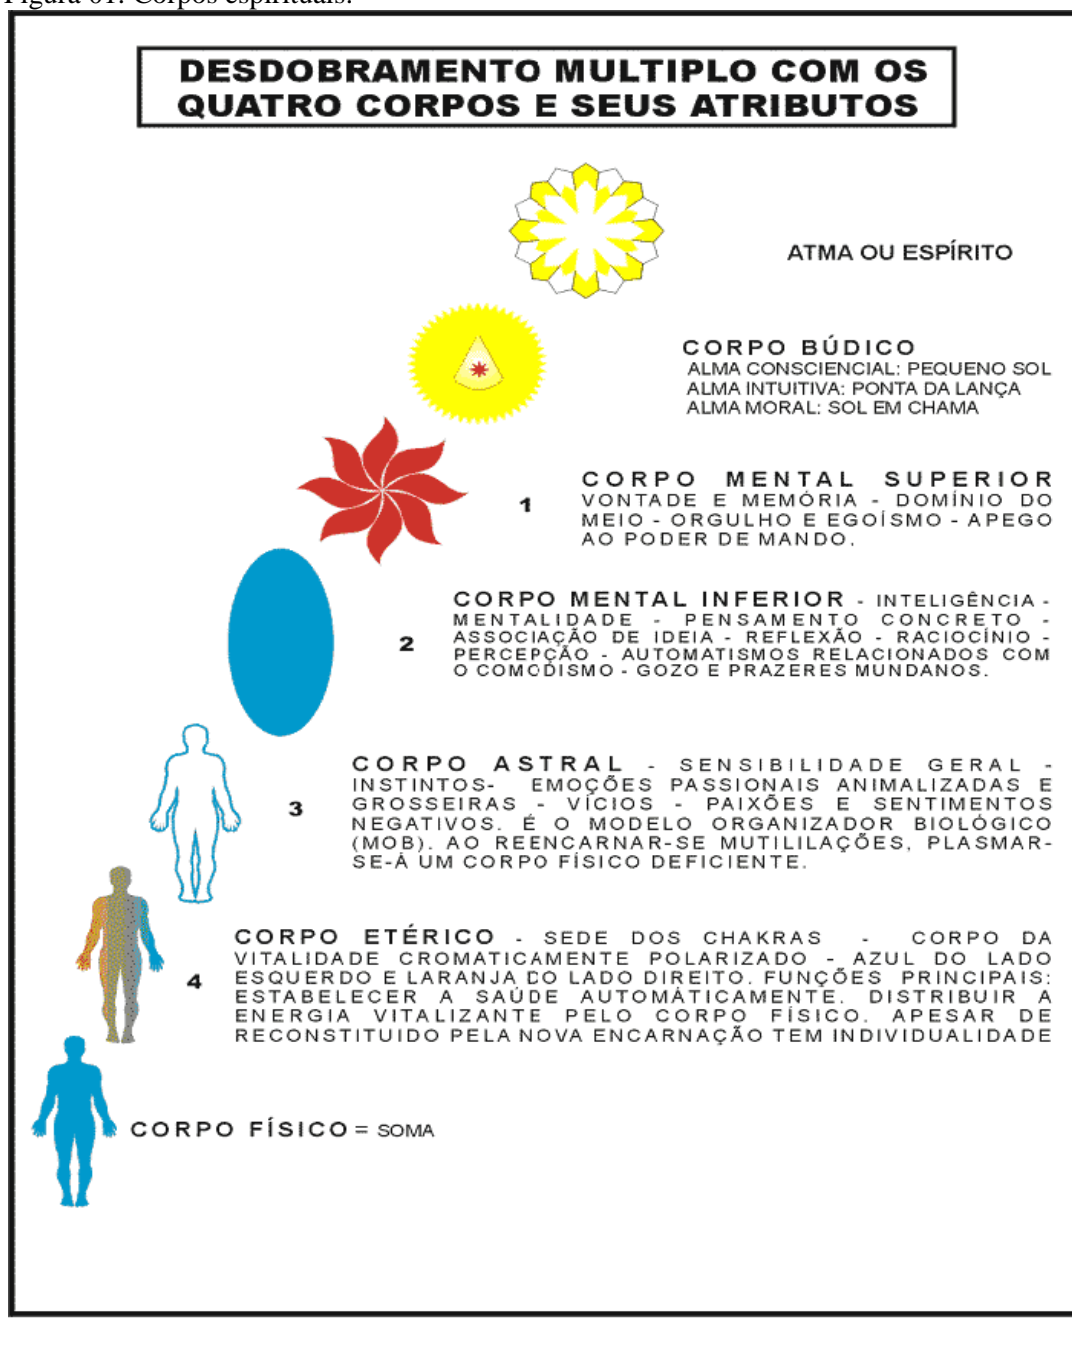 Figura 01: Corpos espirituais.
DESDOBRAMENTO MULTIPLO COM OS
QUATRO CORPOS E SEUS ATRIBUTOS
ATMA OU ESPÍRITO
CORPO BÚDICO
ALMA CONSCIENCIAL: PEQUENO SOL
ALMA INTUITIVA: PONTA DA LANÇA
ALMA MORAL: SOL EM CHAMA
1
CORPO MENTAL SUPERIOR
VONTADE E MEMÓRIA - DOMÍNIO DO
MEIO - ORGULHO E EGOÍSMO - APEGO
AO PODER DE MANDO.
2
CORPO MENTAL INFERIOR - INTELIGÊNCIA -
MENTALIDADE - PENSAMENTO CONCRETO -
ASSOCIAÇÃO DE IDEIA - REFLEXÃO - RACIOCÍNIO -
PERCEPÇÃO - AUTOMATISMOS RELACIONADOS COM
O COMODISMO - GOZO E PRAZERES MUNDANOS.
3
CORPO ASTRAL - SENSIBILIDADE GERAL -
INSTINTOS- EMOÇÕES PASSIONAIS ANIMALIZADAS E
GROSSEIRAS - VÍCIOS - PAIXÕES E SENTIMENTOS
NEGATIVOS. É O MODELO ORGANIZADOR BIOLÓGICO
(MOB). AO REENCARNAR-SE MUTILILAÇÕES, PLASMAR-
SE-Á UM CORPO FÍSICO DEFICIENTE.
4
CORPO ETÉRICO - SEDE DOS CHAKRAS - CORPO DA
VITALIDADE CROMATICAMENTE POLARIZADO - AZUL DO LADO
ESQUERDO E LARANJA DO LADO DIREITO. FUNÇÕES PRINCIPAIS:
ESTABELECER A SAÚDE AUTOMÁTICAMENTE. DISTRIBUIR A
ENERGIA VITALIZANTE PELO CORPO FÍSICO. APESAR DE
RECONSTITUIDO PELA NOVA ENCARNAÇÃO TEM INDIVIDUALIDADE
CORPO FÍSICO = SOMA